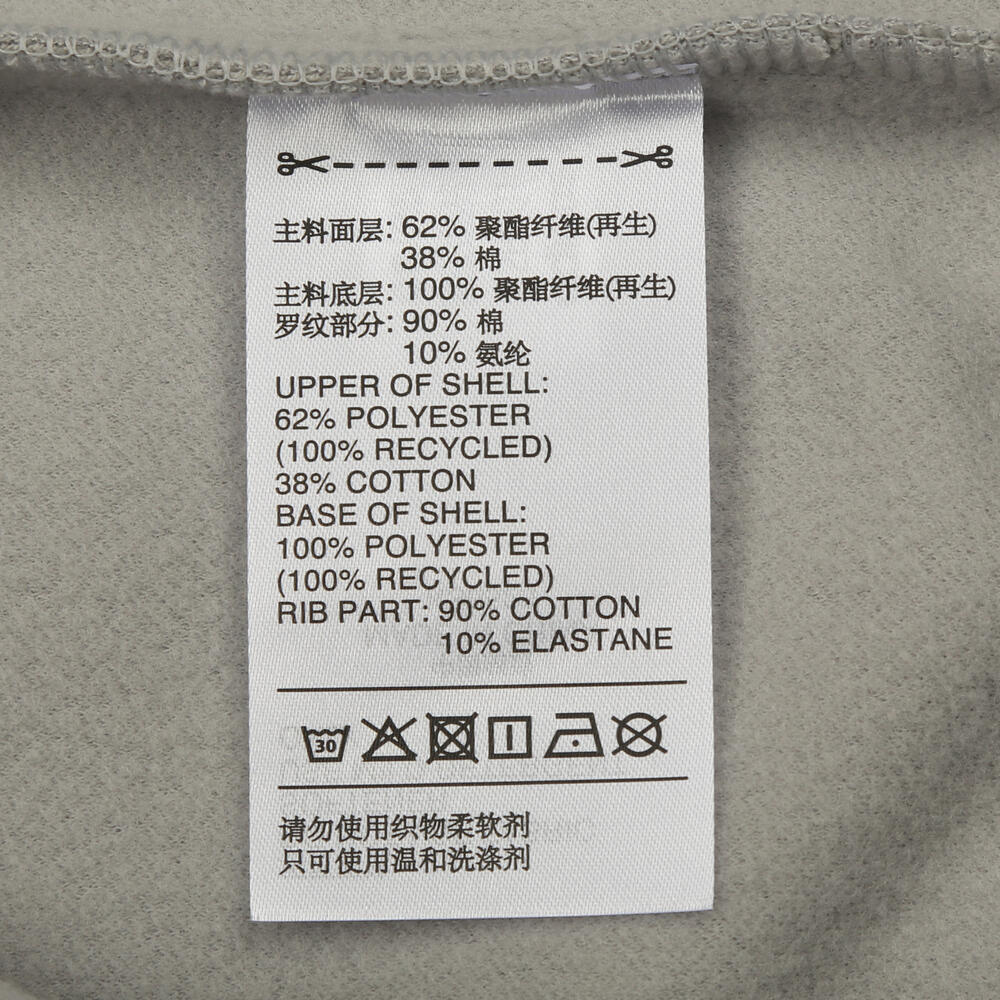 主料面层: 62% 聚酯纤维(再生)
38% 棉
主料底层: 100% 聚酯纤维(再生)
罗纹部分: 90% 棉
10% 氨纶
UPPER OF SHELL:
62% POLYESTER
(100% RECYCLED)
38% COTTON
BASE OF SHELL:
100% POLYESTER
(100% RECYCLED)
RIB PART: 90% COTTON
10% ELASTANE
30
请勿使用织物柔软剂
只可使用温和洗涤剂